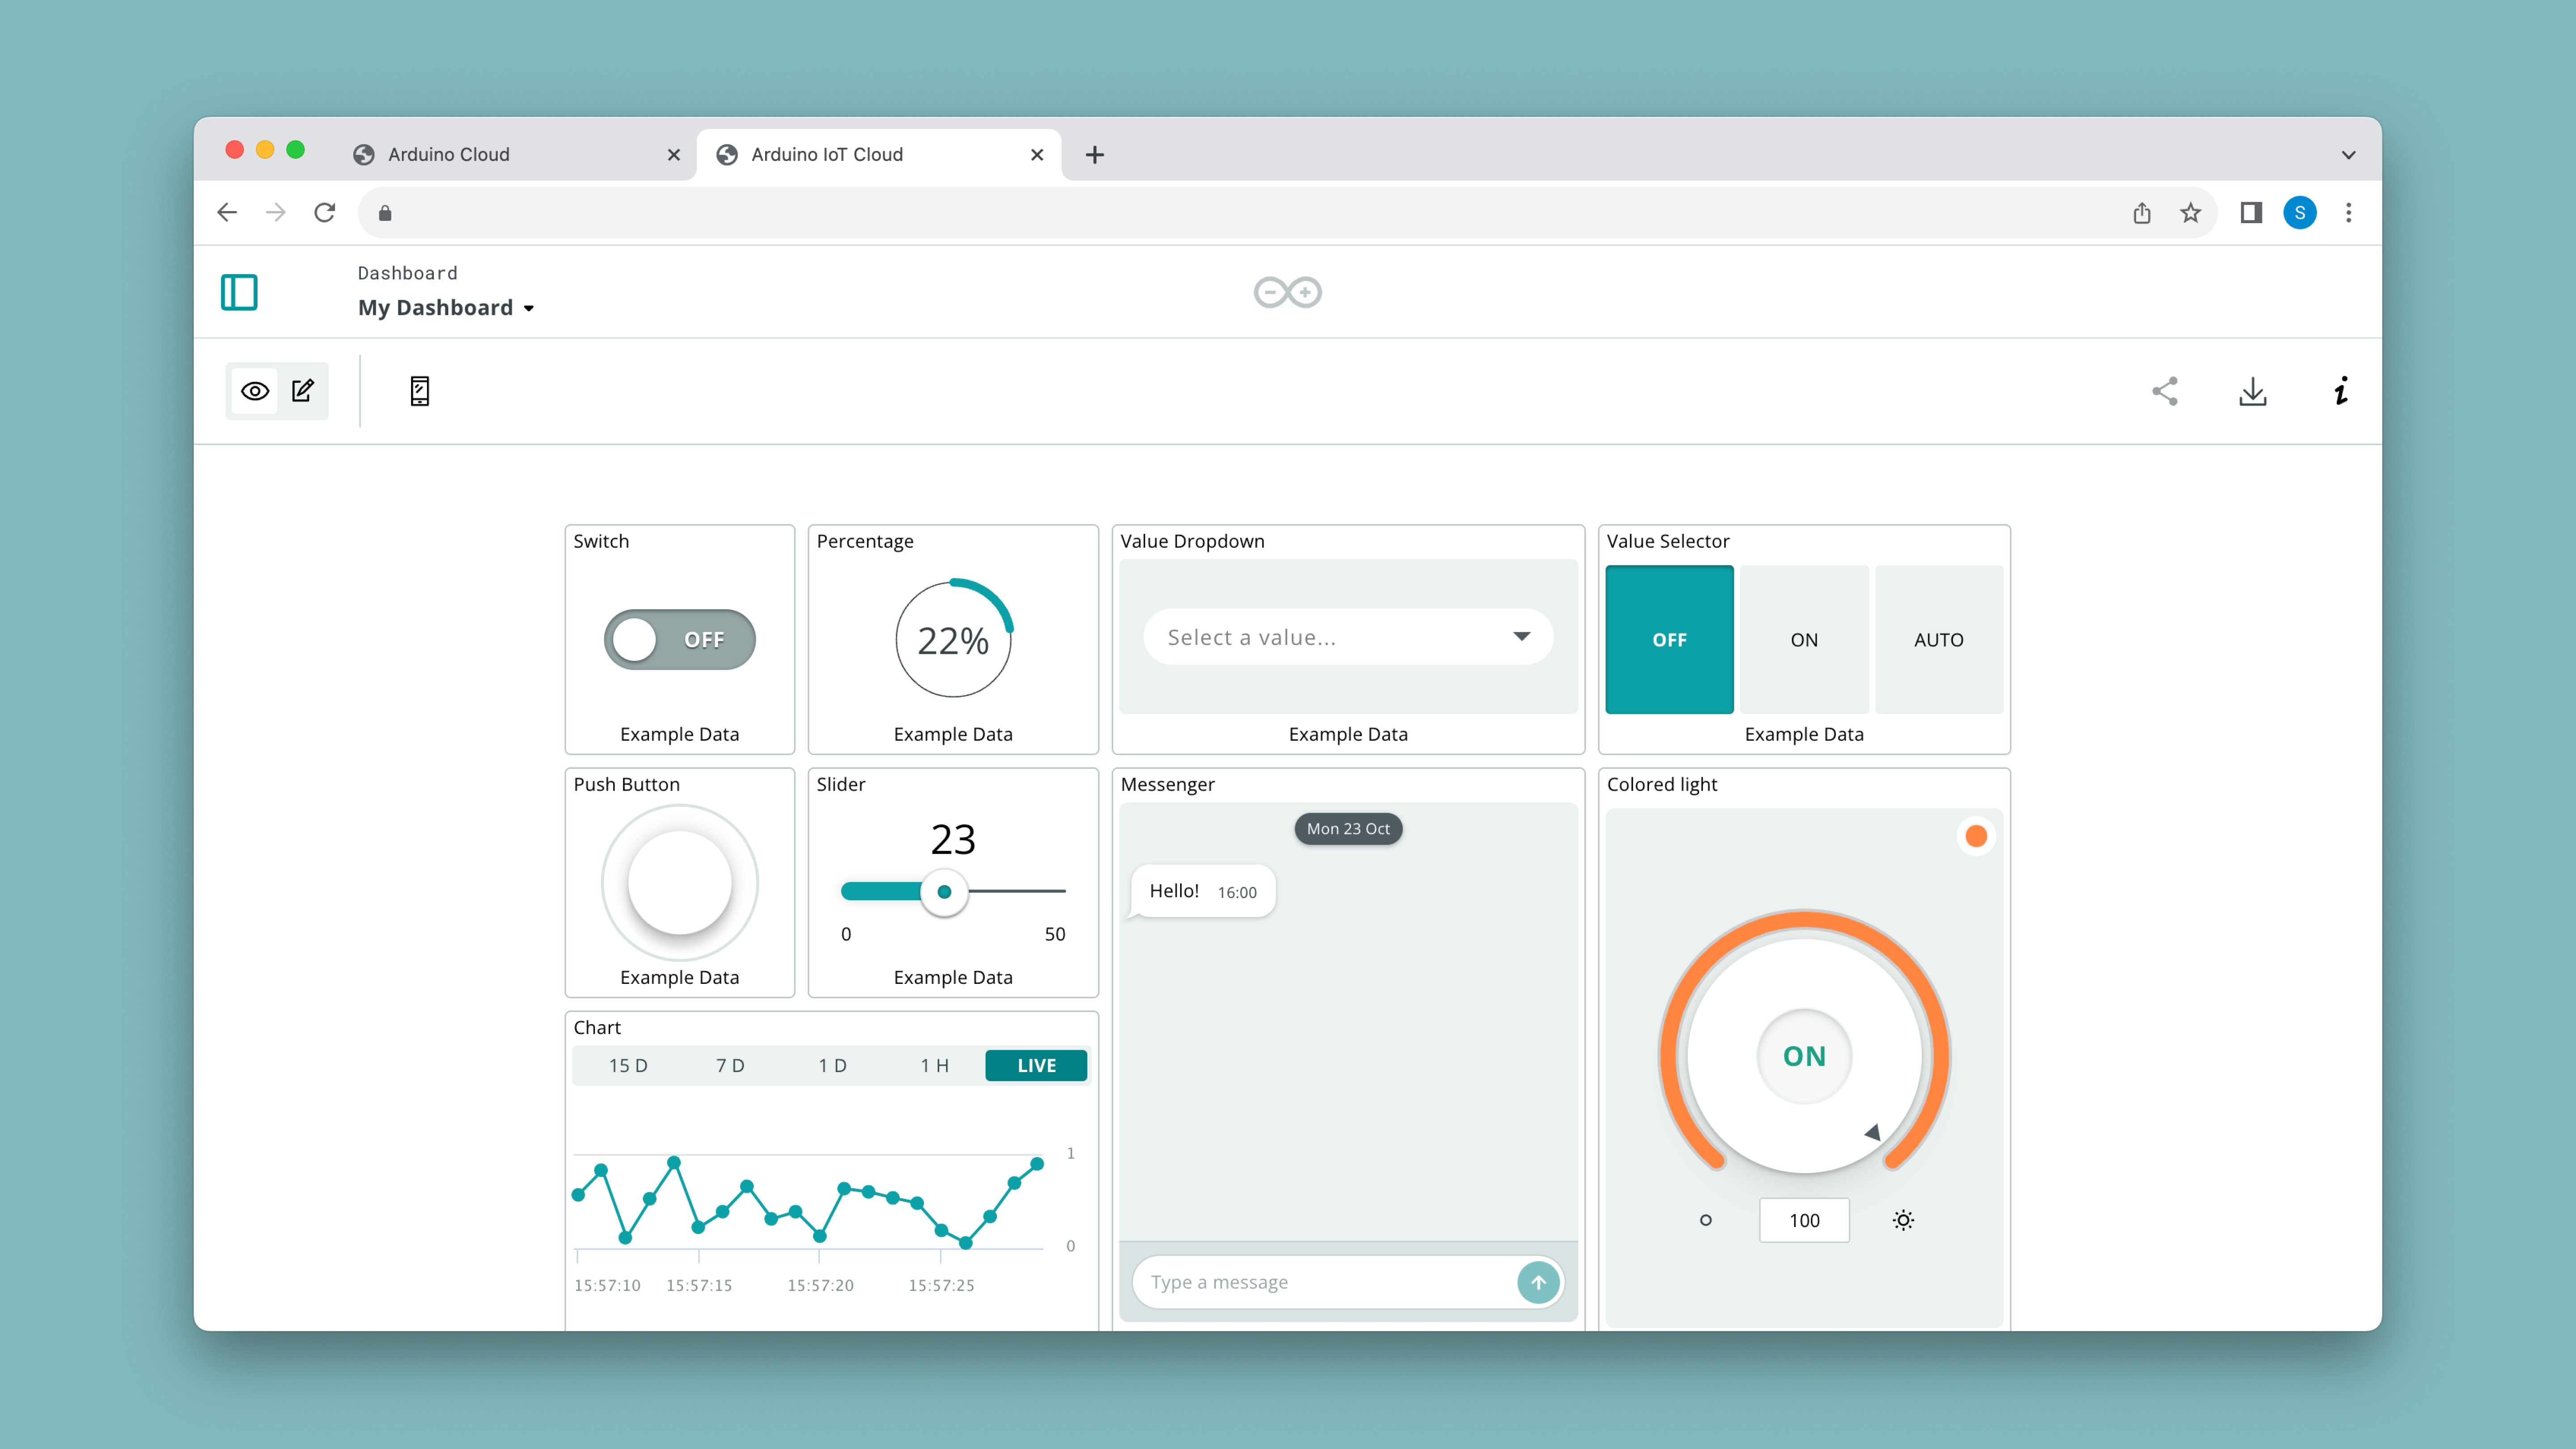 Arduino Cloud
Arduino IoT Cloud
S
Dashboard
My Dashboard
Switch
OFF
Example Data
Percentage
22%
Example Data
Value Dropdown
Select a value...
Example Data
Value Selector
OFF ON AUTO
Example Data
Push Button
Example Data
Slider
23
0 50
Example Data
Messenger
Mon 23 Oct
Hello! 16:00
Type a message
Colored light
ON
100
Chart
15 D 7 D 1 D 1 H LIVE
1
0
15:57:10 15:57:15 15:57:20 15:57:25